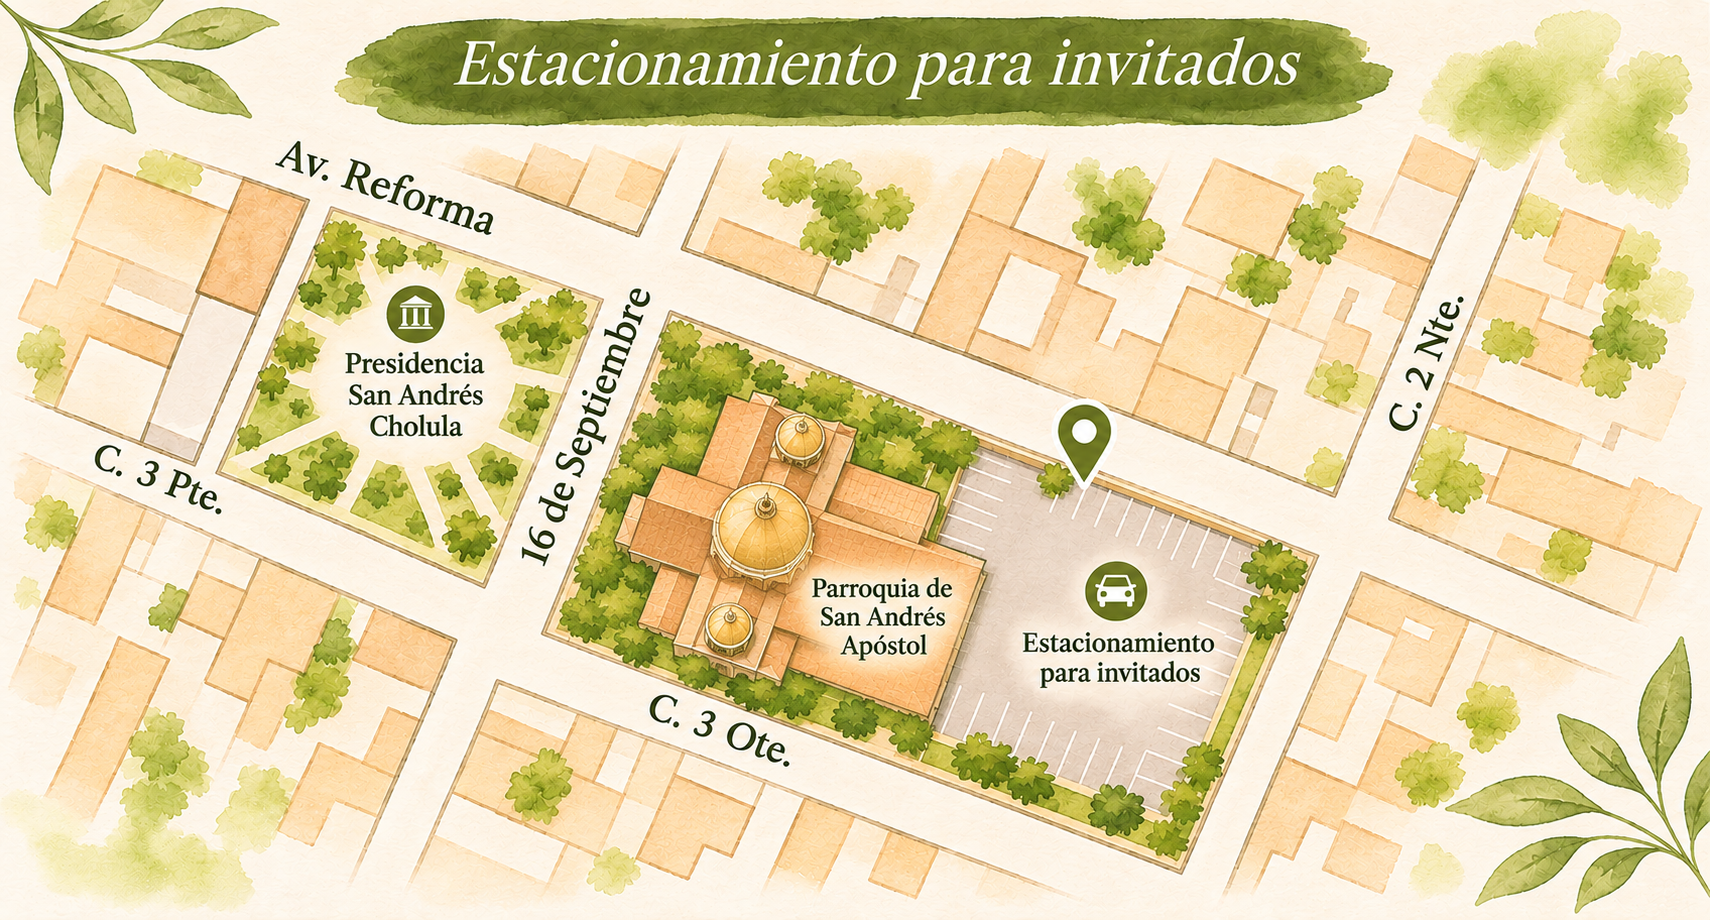 Estacionamiento para invitados
Av. Reforma
Presidencia
San Andrés
Cholula
16 de Septiembre
C. 2 Nte.
C. 3 Pte.
Parroquia de
San Andrés
Apóstol
Estacionamiento
para invitados
C. 3 Ote.